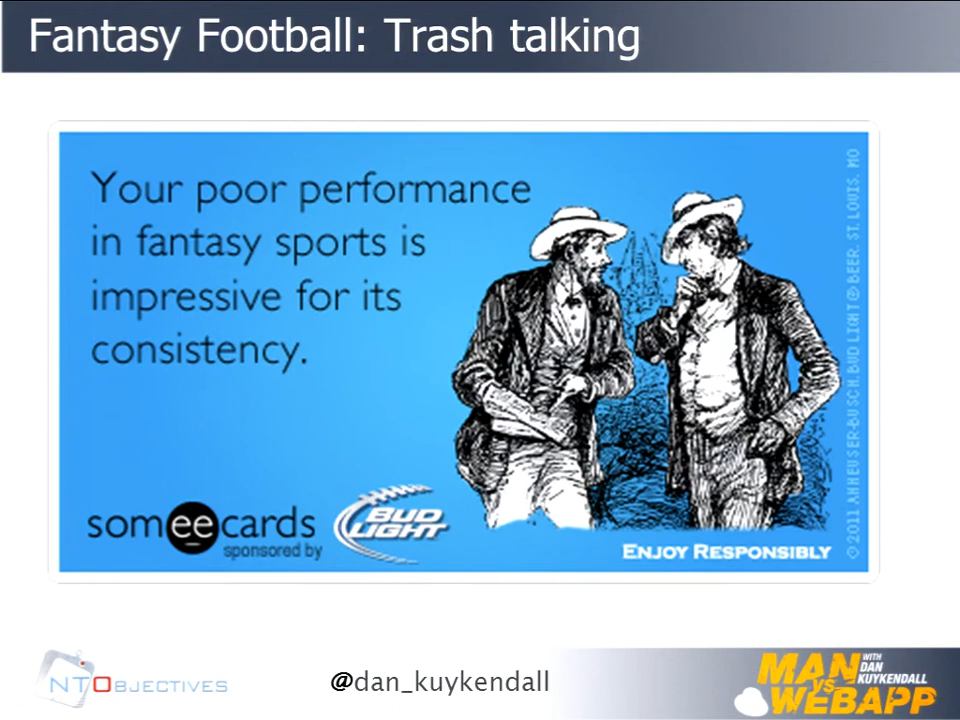 Fantasy Football: Trash talking
Your poor performance
in fantasy sports is
impressive for its
consistency.
someecards
sponsored by
BUD
LIGHT
ENJOY RESPONSIBLY
©2011 ANHEUSER-BUSCH, BUD LIGHT® BEER, ST. LOUIS, MO
NTOBJECTIVES
@dan_kuykendall
MAN
VS
WEBAPP
WITH
DAN
KUYKENDALL